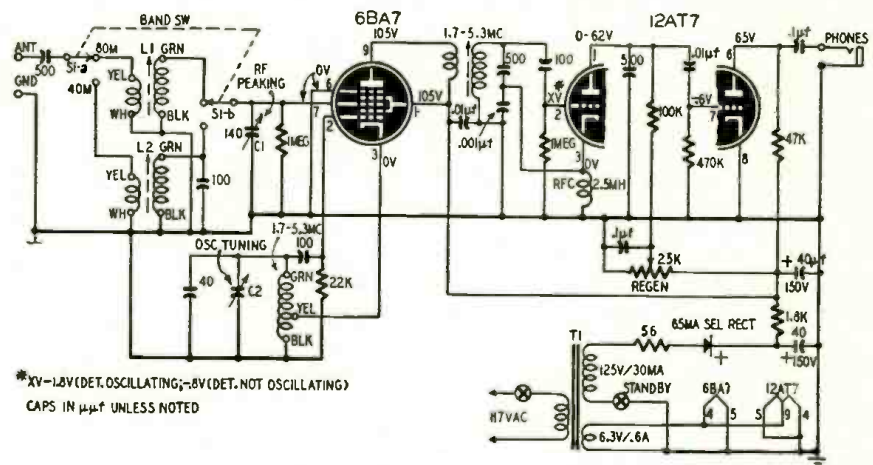 BAND SW
6BA7
12AT7
ANT
500
S1-a
80M
40M
GND
L1
GRN
YEL
WH
BLK
L2
GRN
YEL
WH
BLK
S1-b
100
RF
PEAKING
140
C1
1MEG
0V
6
7
2
9
105V
105V
1
3
0V
1.7-5.3MC
.01µf
.001µf
500
100
*
XV
2
1MEG
0-62V
1
3
0V
RFC
2.5MH
500
100K
.01µf
470K
65V
6
-.6V
7
8
47K
.1µf
PHONES
OSC TUNING
40
C2
1.7-5.3MC
100
GRN
YEL
BLK
22K
.1µf
25K
REGEN
+
40µf
150V
1.8K
40
+150V
65MA SEL RECT
+
56
T1
125V/30MA
STANDBY
117VAC
6.3V/.6A
6BA7
4
5
12AT7
5
9
4
*XV-1.8V(DET. OSCILLATING;-.8V(DET. NOT OSCILLATING)
CAPS IN µµf UNLESS NOTED